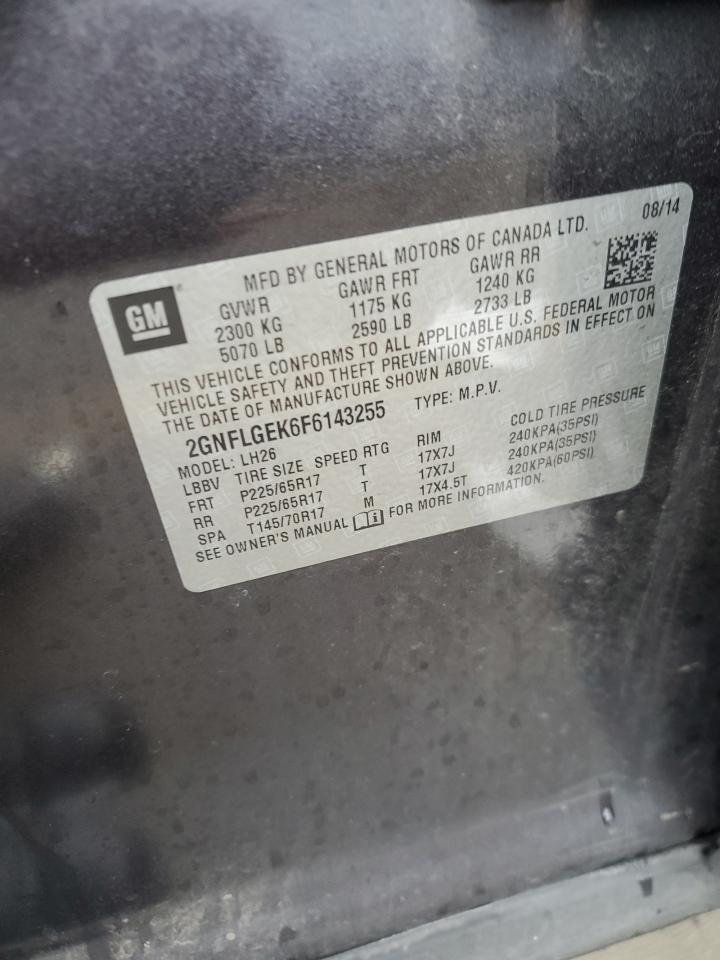 08/14
MFD BY GENERAL MOTORS OF CANADA LTD.
GM
GVWR GAWR FRT GAWR RR
2300 KG 1175 KG 1240 KG
5070 LB 2590 LB 2733 LB
THIS VEHICLE CONFORMS TO ALL APPLICABLE U.S. FEDERAL MOTOR
VEHICLE SAFETY AND THEFT PREVENTION STANDARDS IN EFFECT ON
THE DATE OF MANUFACTURE SHOWN ABOVE.
2GNFLGEK6F6143255 TYPE: M.P.V.
MODEL: LH26
LBBV TIRE SIZE SPEED RTG RIM COLD TIRE PRESSURE
FRT P225/65R17 T 17X7J 240KPA(35PSI)
RR P225/65R17 T 17X7J 240KPA(35PSI)
SPA T145/70R17 M 17X4.5T 420KPA(60PSI)
SEE OWNER'S MANUAL FOR MORE INFORMATION.